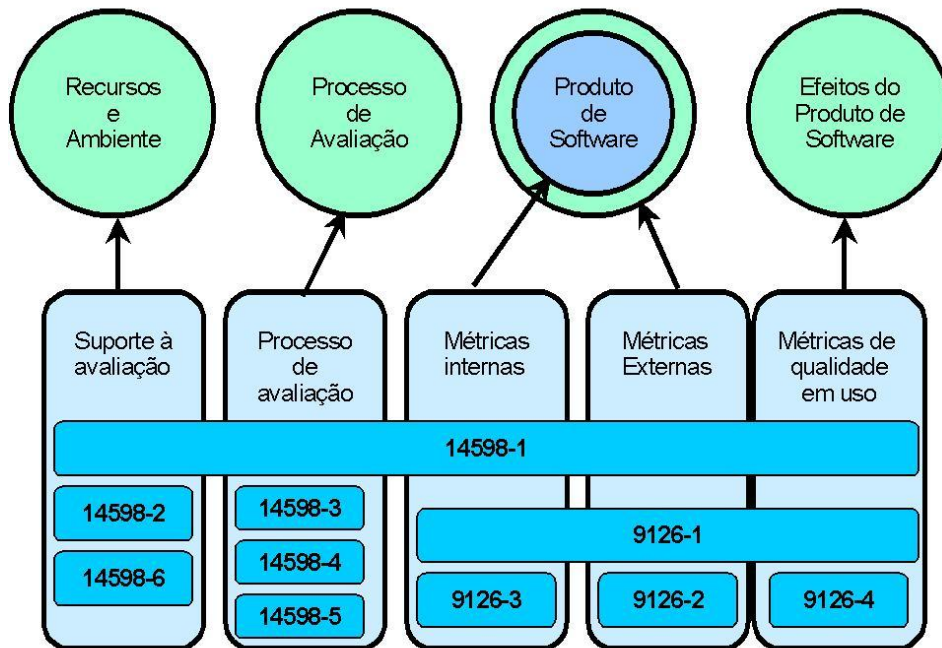 Recursos
e
Ambiente
Processo
de
Avaliação
Produto
de
Software
Efeitos do
Produto de
Software
Suporte à
avaliação
Processo
de
avaliação
Métricas
internas
Métricas
Externas
Métricas de
qualidade
em uso
14598-1
14598-2
14598-6
14598-3
14598-4
14598-5
9126-1
9126-3
9126-2
9126-4